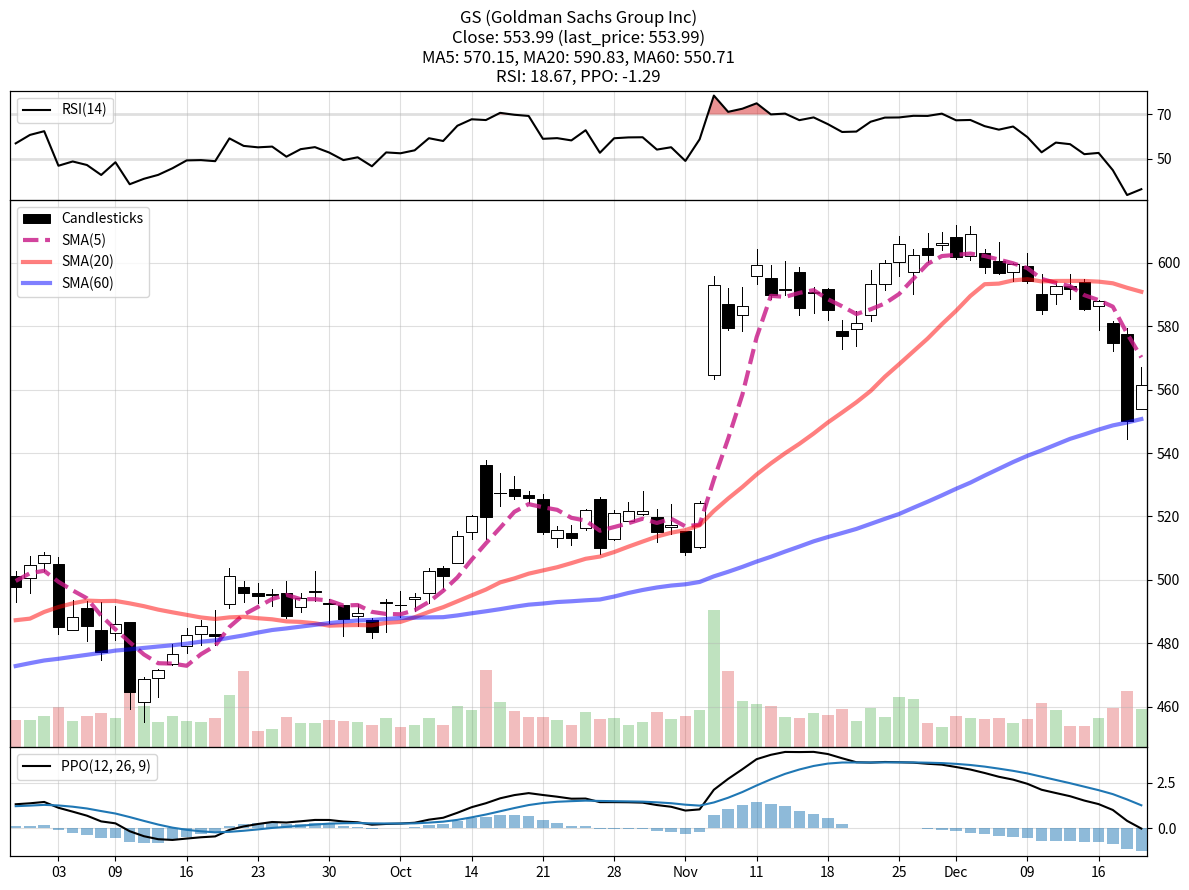 GS (Goldman Sachs Group Inc)
Close: 553.99 (last_price: 553.99)
MA5: 570.15, MA20: 590.83, MA60: 550.71
RSI: 18.67, PPO: -1.29
RSI(14)
70
50
Candlesticks
SMA(5)
SMA(20)
SMA(60)
600
580
560
540
520
500
480
460
PPO(12, 26, 9)
2.5
0.0
03 09 16 23 30 Oct 14 21 28 Nov 11 18 25 Dec 09 16